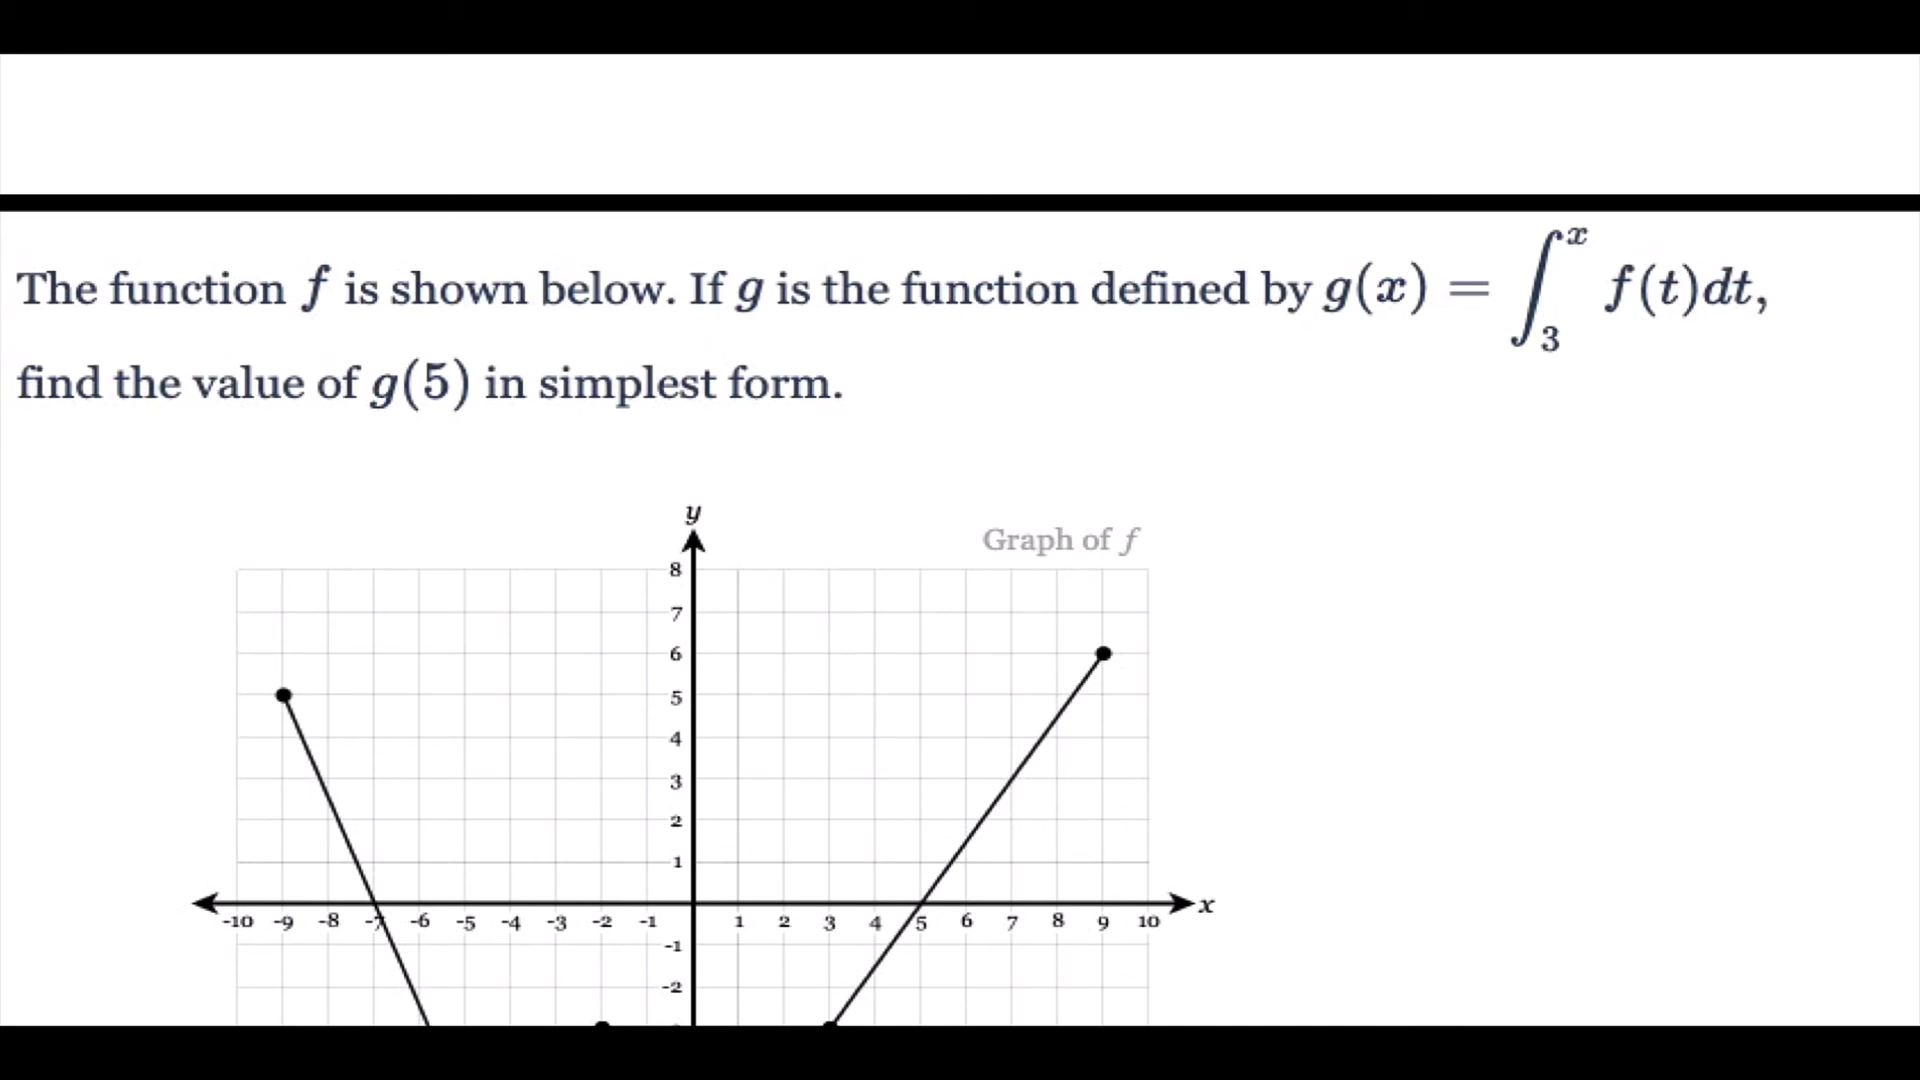 The function f is shown below. If g is the function defined by g(x) = ∫₃ˣ f(t)dt,
find the value of g(5) in simplest form.
y
Graph of f
8
7
6
5
4
3
2
1
-10 -9 -8 -7 -6 -5 -4 -3 -2 -1 1 2 3 4 5 6 7 8 9 10 x
-1
-2